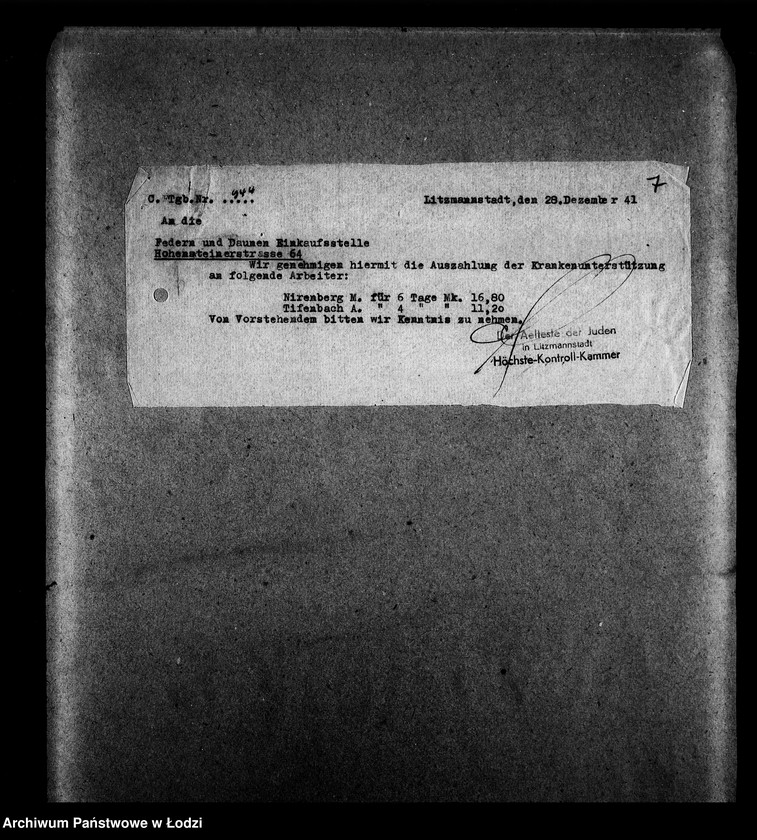 7
C. Tgb.Nr. ..944.. Litzmannstadt,den 28.Dezember 41
An die
Federn und Daunen Einkaufsstelle
Hohensteinerstrasse 64
Wir genehmigen hiermit die Auszahlung der Krankenunterstützung
an folgende Arbeiter:
Nirenberg M. für 6 Tage Mk. 16,80
Tifenbach A. " 4 " " 11,20
Von Vorstehendem bitten wir Kenntnis zu nehmen.
Der Aelteste der Juden
in Litzmannstadt
Höchste-Kontroll-Kammer
Archiwum Państwowe w Łodzi